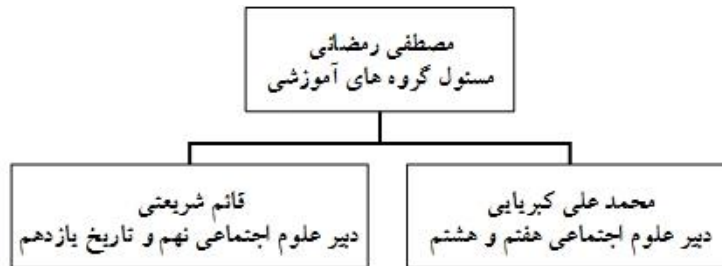 مصطفی رمضانی
مسئول گروه های آموزشی
محمد علی کبریایی
دبیر علوم اجتماعی هفتم و هشتم
قائم شریعتی
دبیر علوم اجتماعی نهم و تاریخ یازدهم